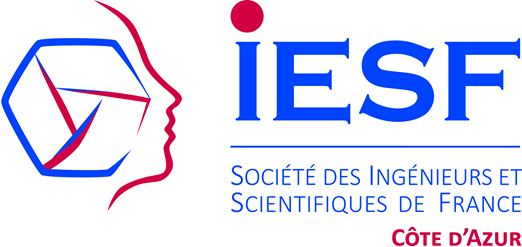 iESF
Société des Ingénieurs et
Scientifiques de France
Côte d'Azur